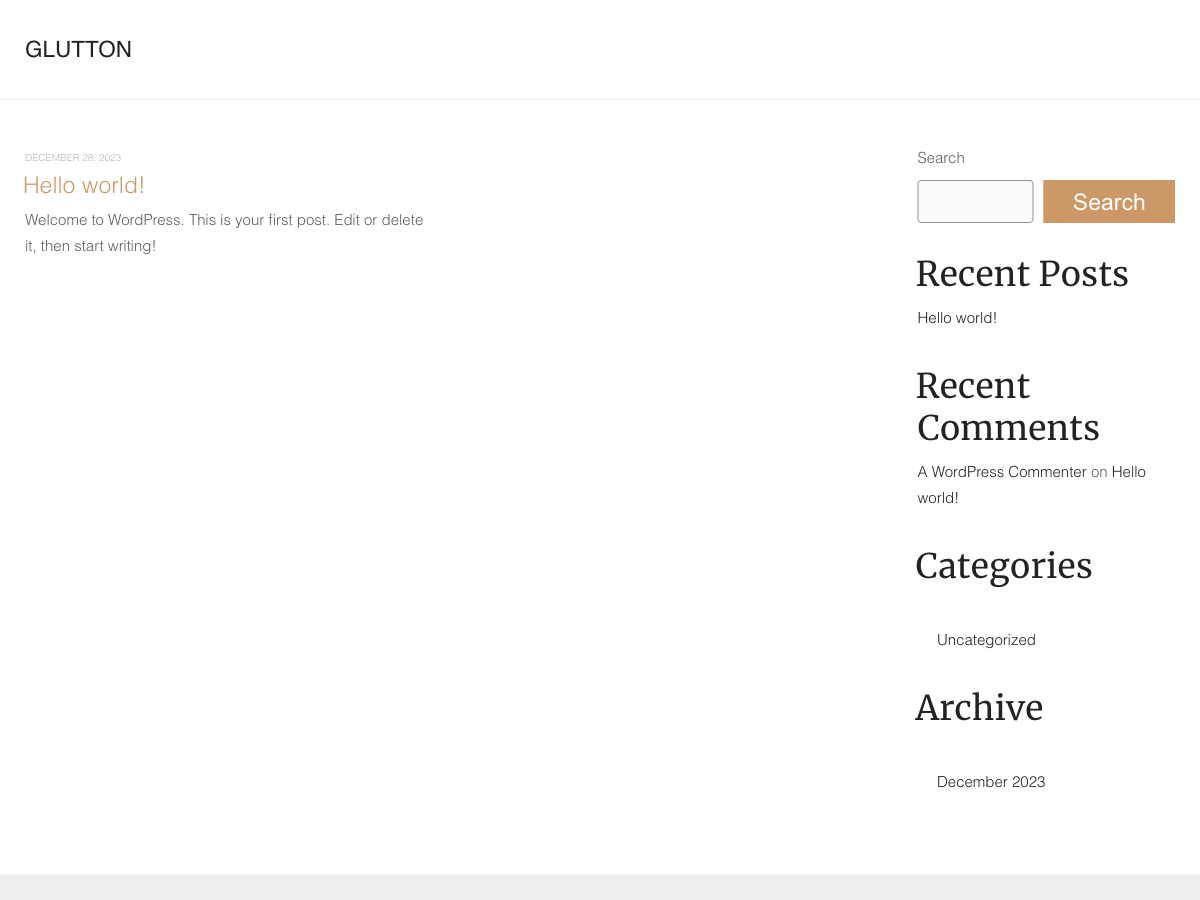 GLUTTON
DECEMBER 28, 2023
Hello world!
Welcome to WordPress. This is your first post. Edit or delete
it, then start writing!
Search
Search
Recent Posts
Hello world!
Recent
Comments
A WordPress Commenter on Hello
world!
Categories
Uncategorized
Archive
December 2023